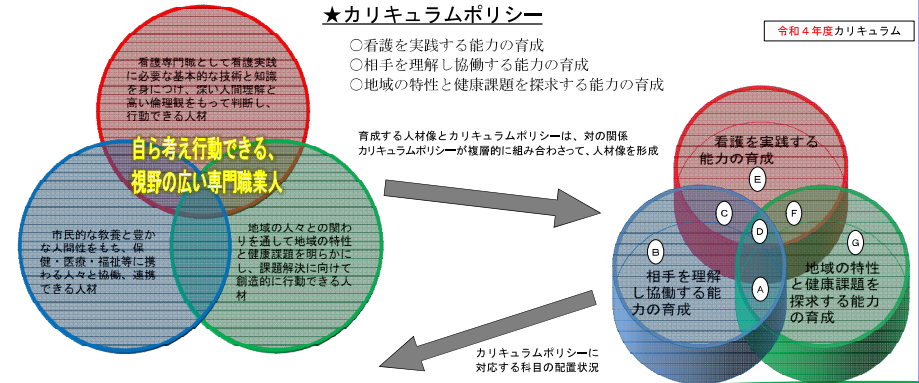 ★カリキュラムポリシー
○看護を実践する能力の育成
○相手を理解し協働する能力の育成
○地域の特性と健康課題を探求する能力の育成
令和４年度カリキュラム
看護専門職として看護実践
に必要な基本的な技術と知識
を身につけ、深い人間理解と
高い倫理観をもって判断し、
行動できる人材
自ら考え行動できる、
視野の広い専門職業人
市民的な教養と豊か
な人間性をもち、保
健・医療・福祉等に携
わる人々と協働、連携
できる人材
地域の人々との関わ
りを通して地域の特性
と健康課題を明らかに
し、課題解決に向けて
創造的に行動できる人
材
育成する人材像とカリキュラムポリシーは、対の関係
カリキュラムポリシーが複層的に組み合わさって、人材像を形成
カリキュラムポリシーに
対応する科目の配置状況
看護を実践する
能力の育成
E
C
F
D
B
G
A
相手を理解
し協働する能
力の育成
地域の特性
と健康課題を
探求する能力
の育成